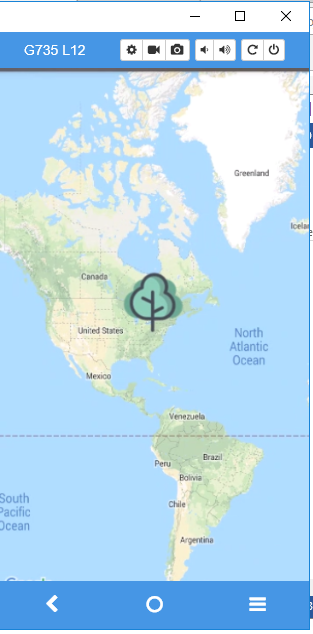 G735 L12
Greenland
Canada
United States
North
Atlantic
Ocean
Mexico
Venezuela
Peru
Brazil
Bolivia
South
Pacific
Ocean
Chile
Argentina